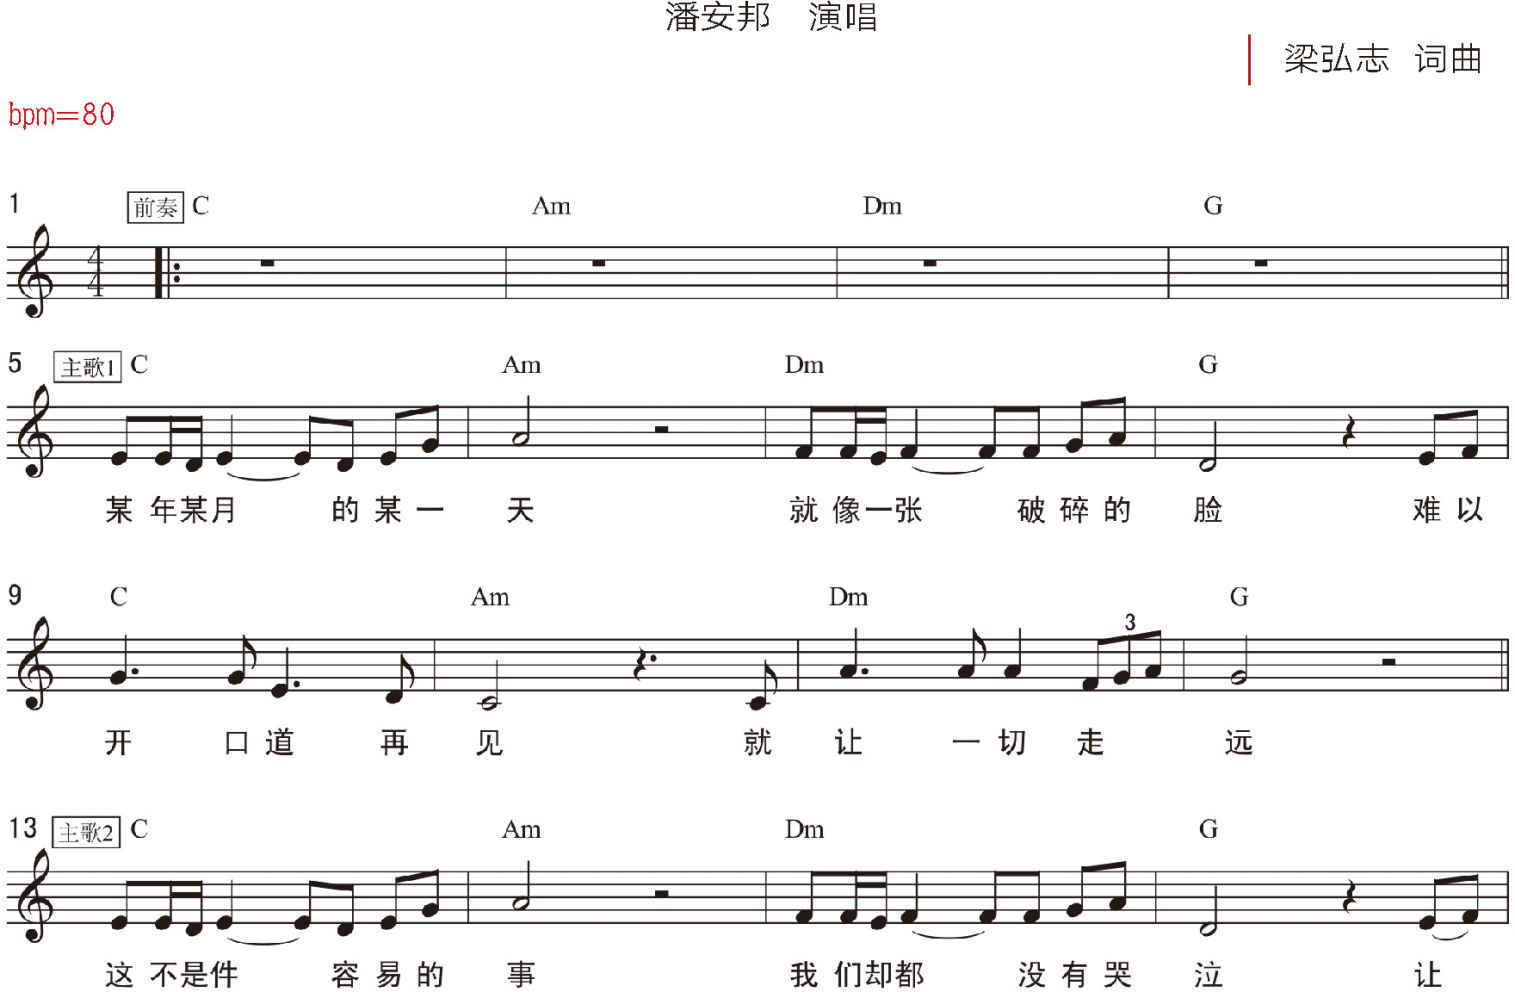 潘安邦 演唱
梁弘志 词曲
bpm=80
1 前奏 C Am Dm G
4
4
5 主歌1 C Am Dm G
某 年某月 的 某 一 天 就 像一张 破 碎 的 脸 难 以
9 C Am Dm G
3
开 口 道 再 见 就 让 一 切 走 远
13 主歌2 C Am Dm G
这 不是件 容 易 的 事 我 们却都 没 有 哭 泣 让